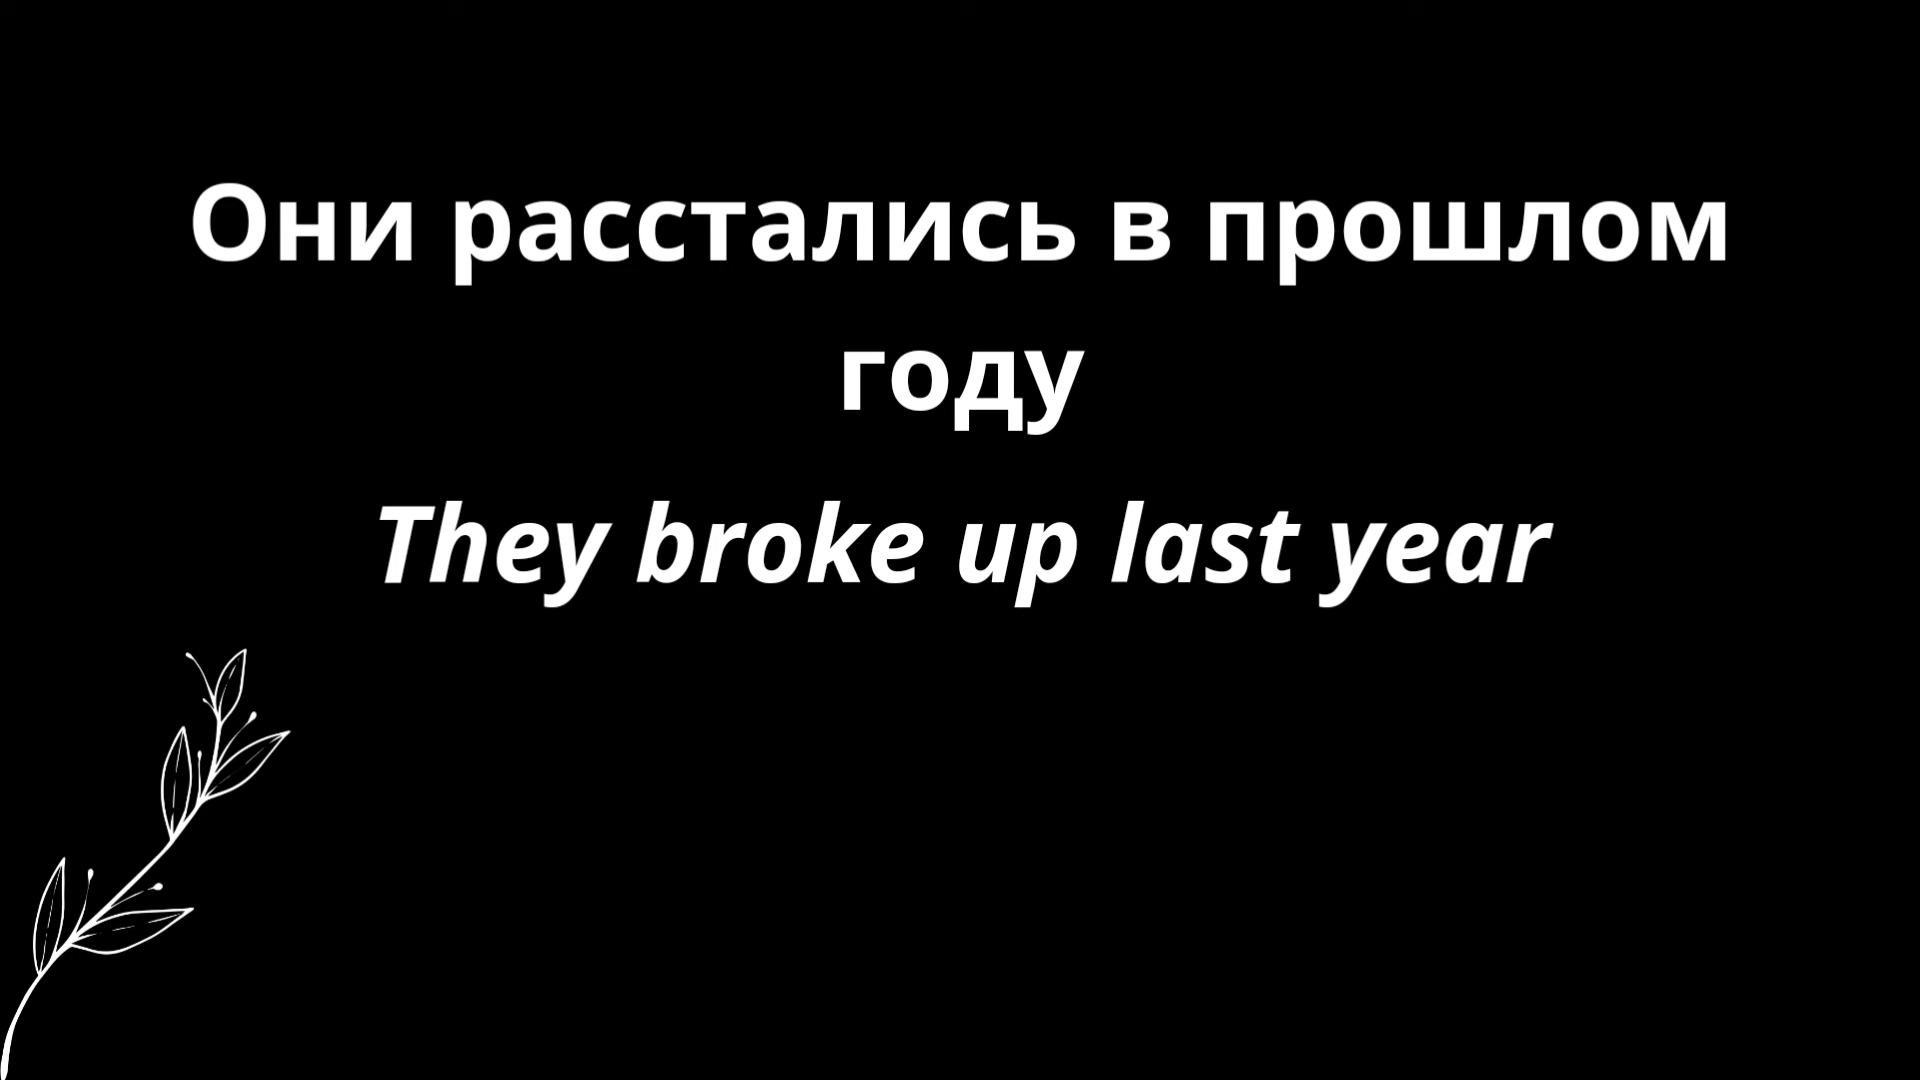 Они расстались в прошлом
году
They broke up last year